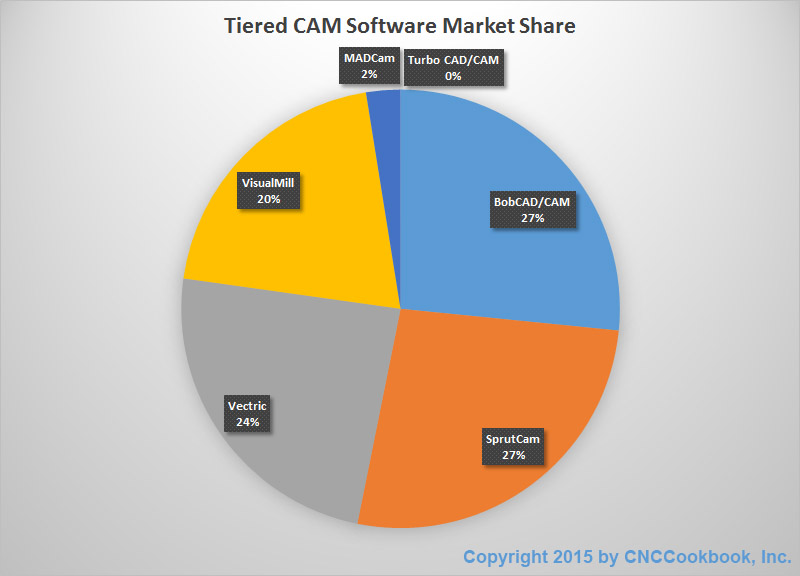 Tiered CAM Software Market Share
MADCam
2%
Turbo CAD/CAM
0%
BobCAD/CAM
27%
VisualMill
20%
Vectric
24%
SprutCam
27%
Copyright 2015 by CNCCookbook, Inc.